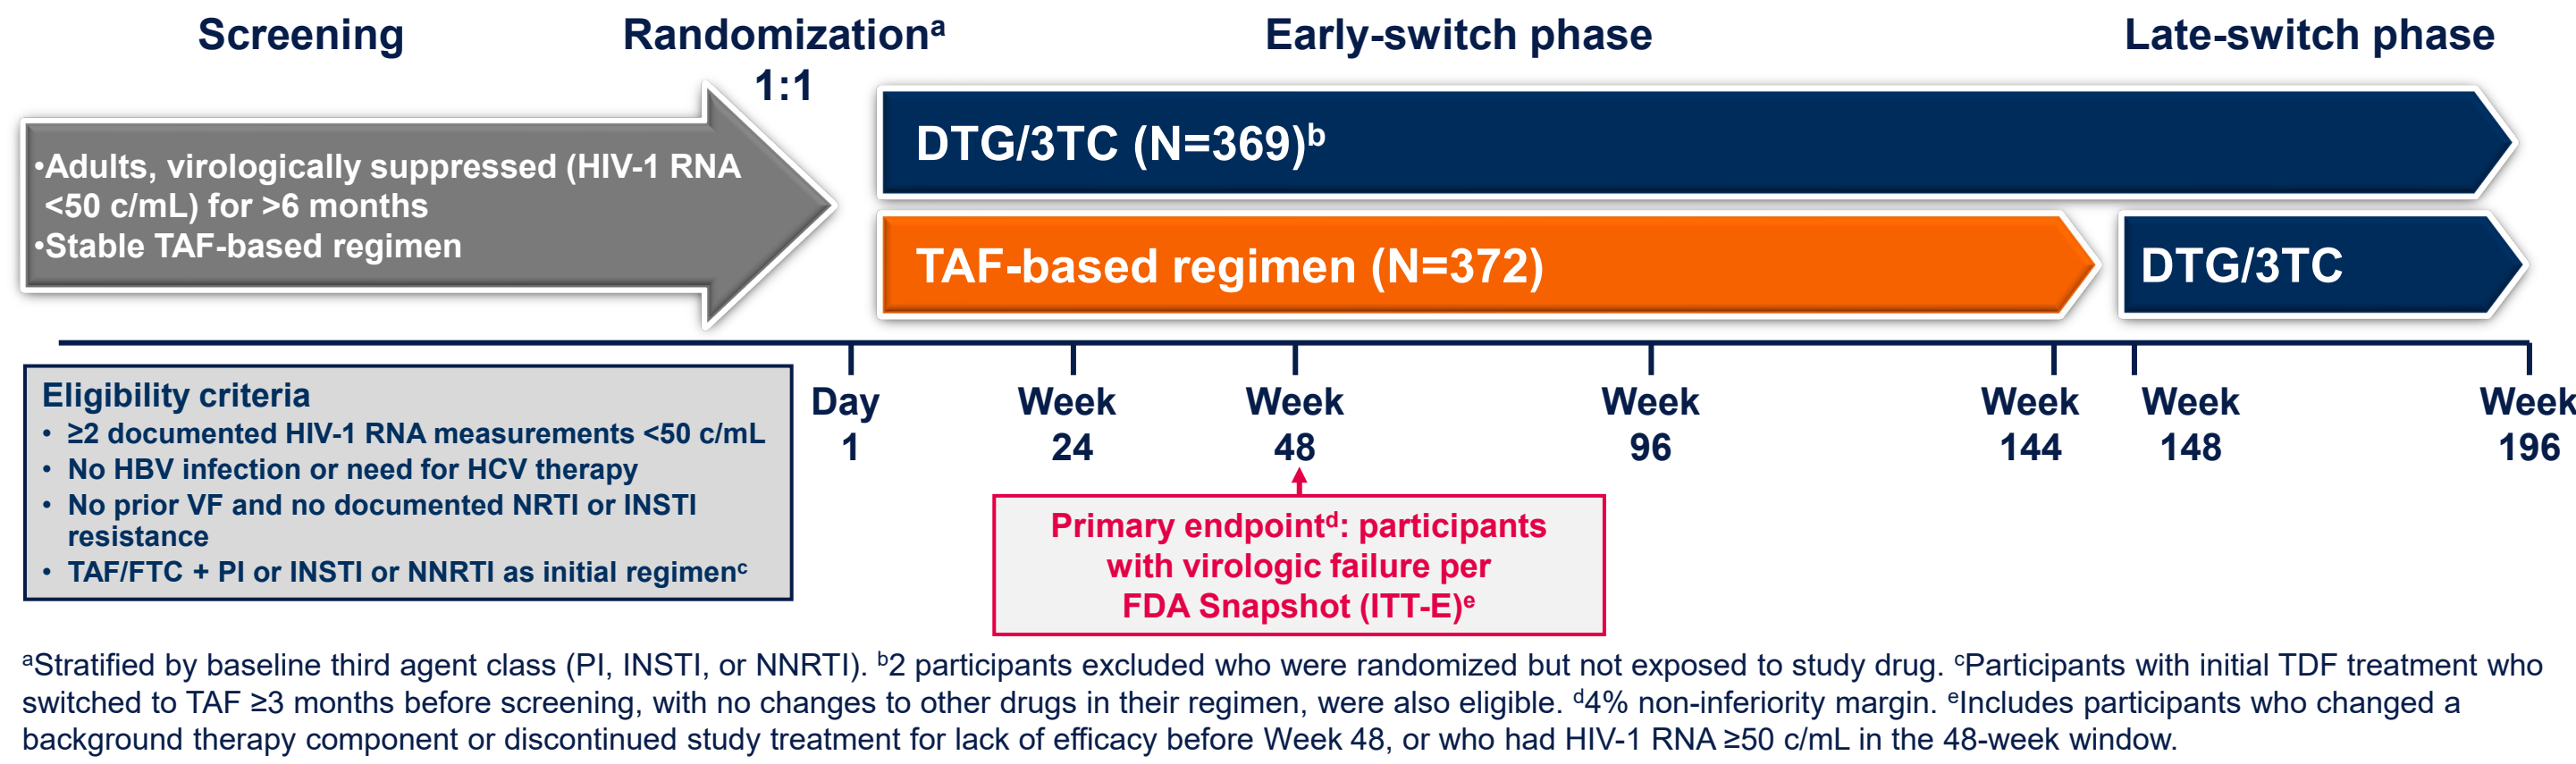 Screening
Randomizationᵃ
1:1
Early-switch phase
Late-switch phase
•Adults, virologically suppressed (HIV-1 RNA
<50 c/mL) for >6 months
•Stable TAF-based regimen
DTG/3TC (N=369)ᵇ
TAF-based regimen (N=372)
DTG/3TC
Day
1
Week
24
Week
48
Week
96
Week
144
Week
148
Week
196
Eligibility criteria
• ≥2 documented HIV-1 RNA measurements <50 c/mL
• No HBV infection or need for HCV therapy
• No prior VF and no documented NRTI or INSTI
resistance
• TAF/FTC + PI or INSTI or NNRTI as initial regimenᶜ
Primary endpointᵈ: participants
with virologic failure per
FDA Snapshot (ITT-E)ᵉ
ᵃStratified by baseline third agent class (PI, INSTI, or NNRTI). ᵇ2 participants excluded who were randomized but not exposed to study drug. ᶜParticipants with initial TDF treatment who
switched to TAF ≥3 months before screening, with no changes to other drugs in their regimen, were also eligible. ᵈ4% non-inferiority margin. ᵉIncludes participants who changed a
background therapy component or discontinued study treatment for lack of efficacy before Week 48, or who had HIV-1 RNA ≥50 c/mL in the 48-week window.